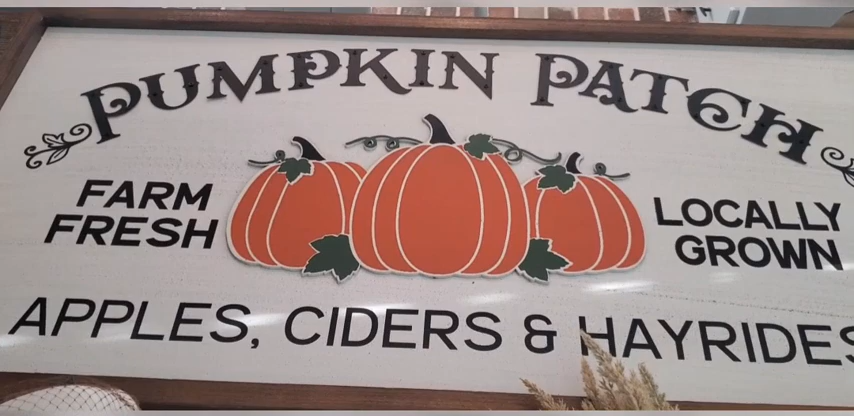 PUMPKIN PATCH
FARM
FRESH
LOCALLY
GROWN
APPLES, CIDERS & HAYRIDES